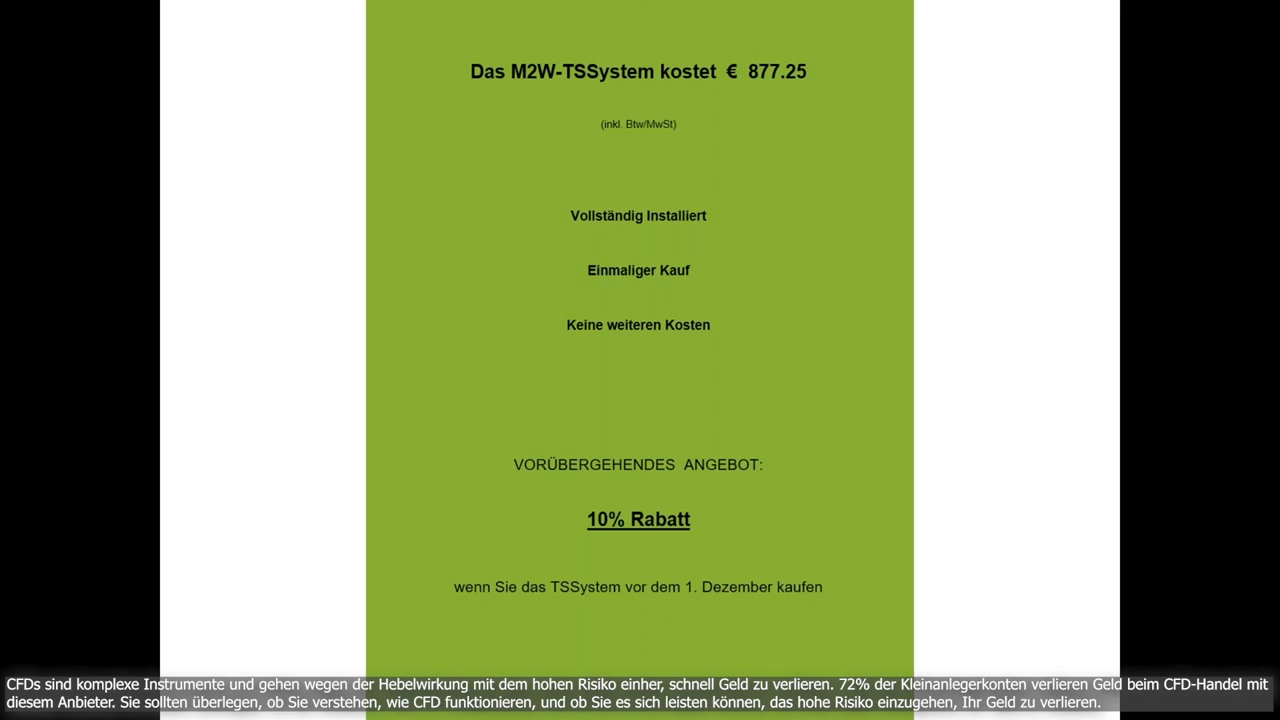 Das M2W-TSSystem kostet € 877.25
(inkl. Btw/MwSt)
Vollständig Installiert
Einmaliger Kauf
Keine weiteren Kosten
VORÜBERGEHENDES ANGEBOT:
10% Rabatt
wenn Sie das TSSystem vor dem 1. Dezember kaufen
CFDs sind komplexe Instrumente und gehen wegen der Hebelwirkung mit dem hohen Risiko einher, schnell Geld zu verlieren. 72% der Kleinanlegerkonten verlieren Geld beim CFD-Handel mit
diesem Anbieter. Sie sollten überlegen, ob Sie verstehen, wie CFD funktionieren, und ob Sie es sich leisten können, das hohe Risiko einzugehen, Ihr Geld zu verlieren.